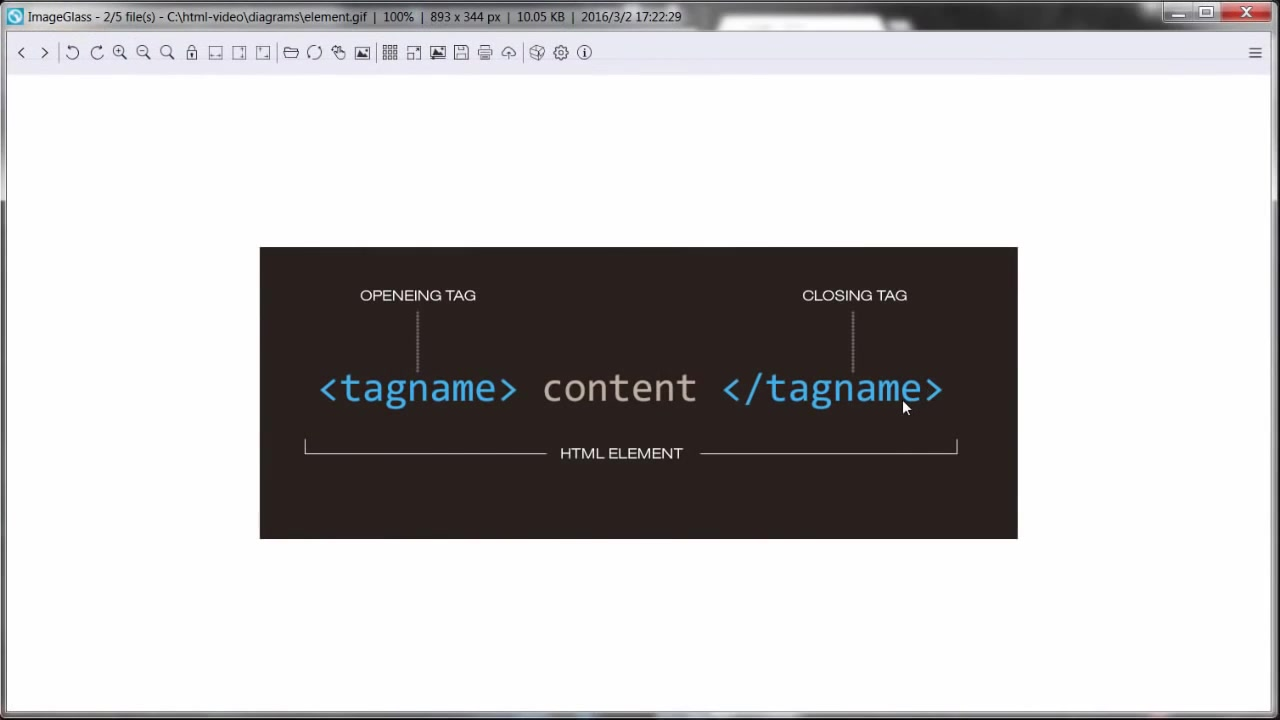 ImageGlass - 2/5 file(s) - C:\html-video\diagrams\element.gif | 100% | 893 x 344 px | 10.05 KB | 2016/3/2 17:22:29
OPENEING TAG CLOSING TAG
<tagname> content </tagname>
HTML ELEMENT